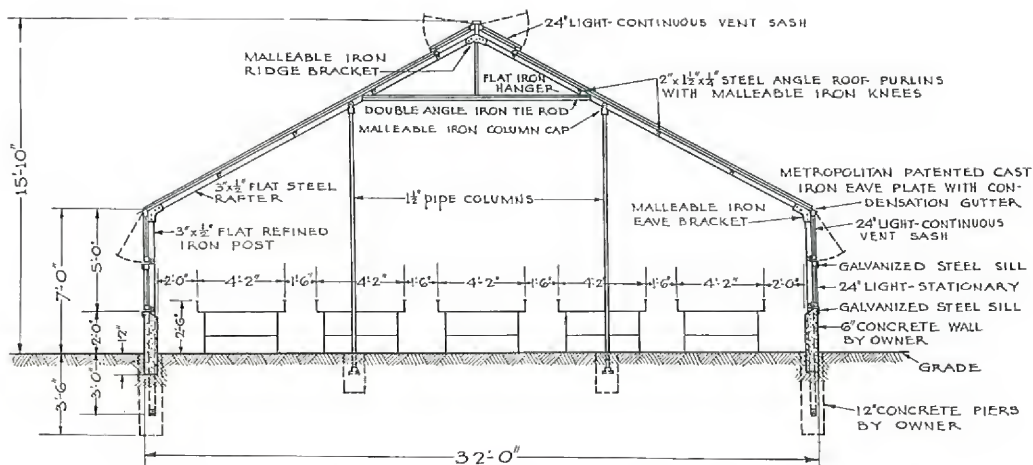 24" LIGHT-CONTINUOUS VENT SASH
MALLEABLE IRON
RIDGE BRACKET
FLAT IRON
HANGER
2"x1½"x¼" STEEL ANGLE ROOF PURLINS
WITH MALLEABLE IRON KNEES
DOUBLE ANGLE IRON TIE ROD
MALLEABLE IRON COLUMN CAP
15'-10"
3"x½" FLAT STEEL
RAFTER
1½" PIPE COLUMNS
METROPOLITAN PATENTED CAST
IRON EAVE PLATE WITH CON-
DENSATION GUTTER
MALLEABLE IRON
EAVE BRACKET
3"x½" FLAT REFINED
IRON POST
24" LIGHT-CONTINUOUS
VENT SASH
7'-0"
5'-0"
2'-0"
4'-2"
1'-6"
4'-2"
1'-6"
4'-2"
1'-6"
4'-2"
1'-6"
4'-2"
2'-0"
GALVANIZED STEEL SILL
24" LIGHT-STATIONARY
GALVANIZED STEEL SILL
2'-0"
12"
2'-6"
6" CONCRETE WALL
BY OWNER
GRADE
3'-6"
3'-0"
12" CONCRETE PIERS
BY OWNER
32'-0"